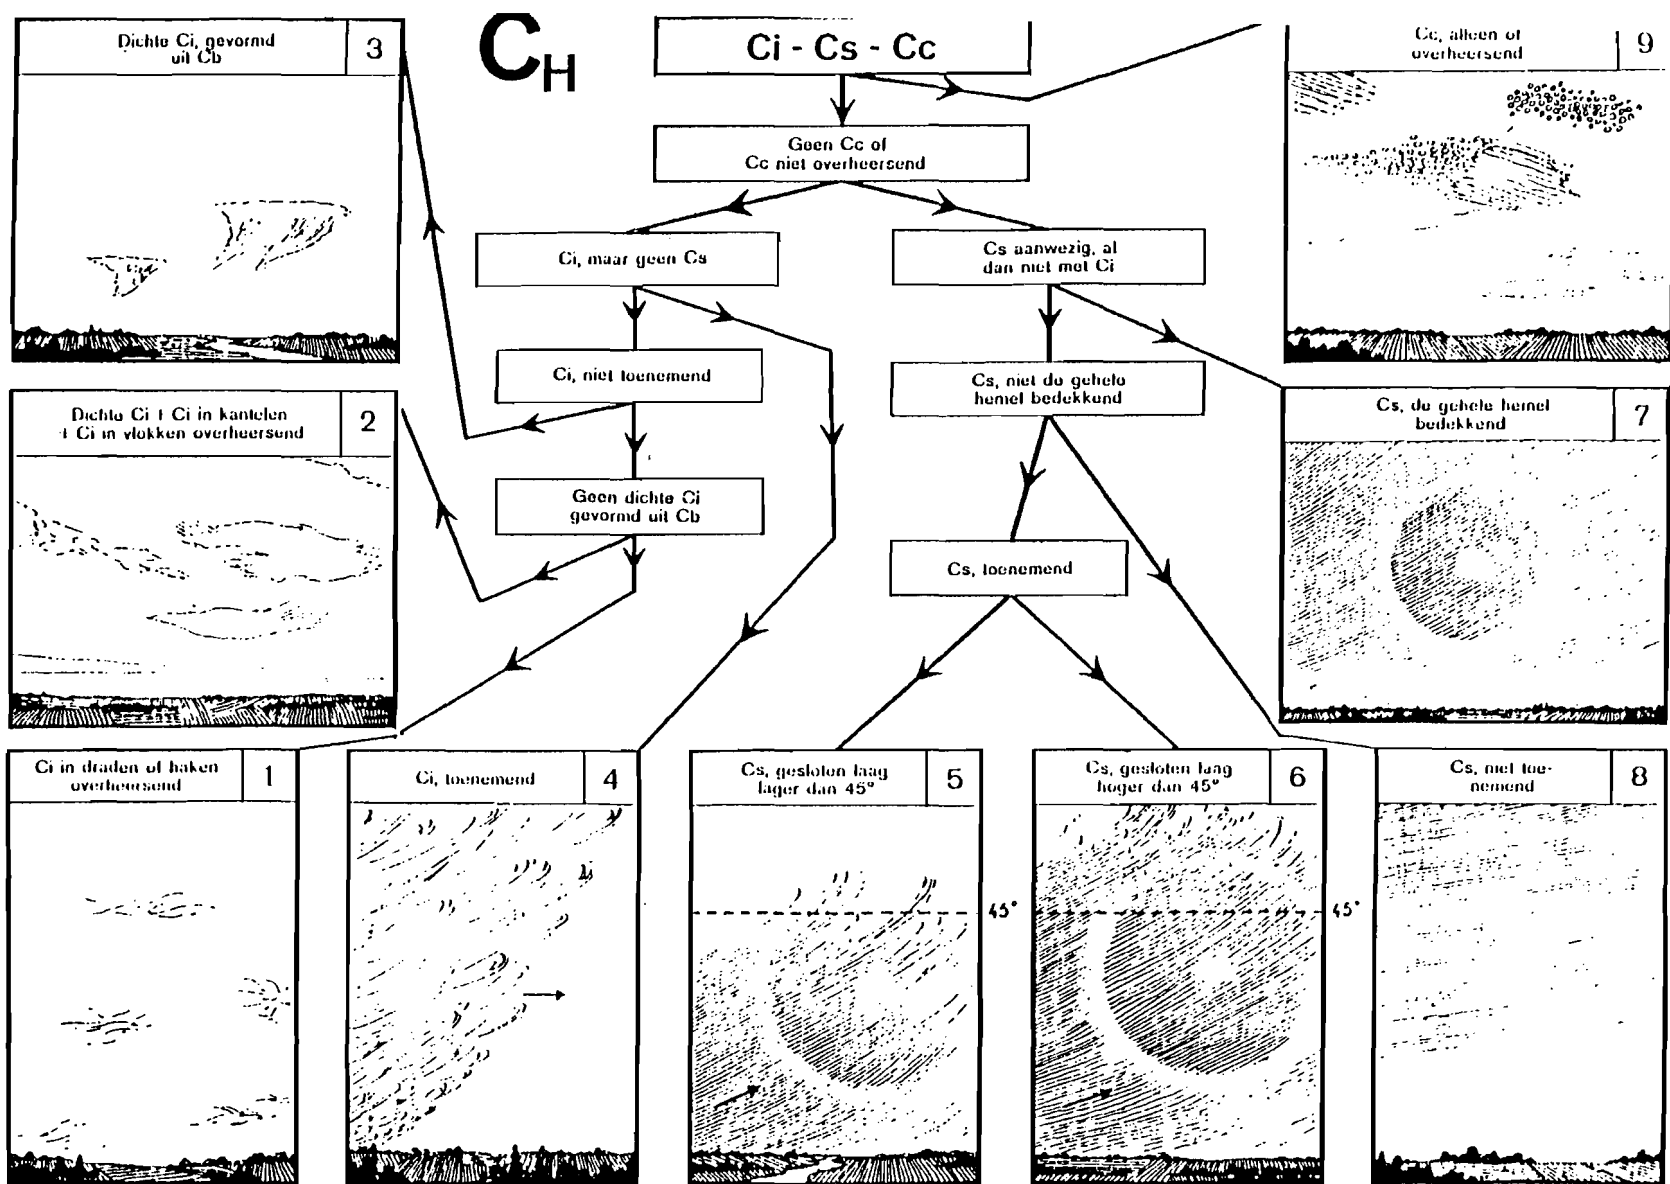 Dichte Ci, gevormd
uit Cb
3
CH
Ci - Cs - Cc
Cc, alleen of
overheersend
9
Geen Cc of
Cc niet overheersend
Ci, maar geen Cs
Cs aanwezig, al
dan niet met Ci
Ci, niet toenemend
Cs, niet de gehele
hemel bedekkend
Dichte Ci + Ci in kantelen
+ Ci in vlokken overheersend
2
Cs, de gehele hemel
bedekkend
7
Geen dichte Ci
gevormd uit Cb
Cs, toenemend
Ci in draden of haken
overheersend
1
Ci, toenemend
4
Cs, gesloten laag
lager dan 45°
5
Cs, gesloten laag
hoger dan 45°
6
Cs, niet toe-
nemend
8
45°
45°